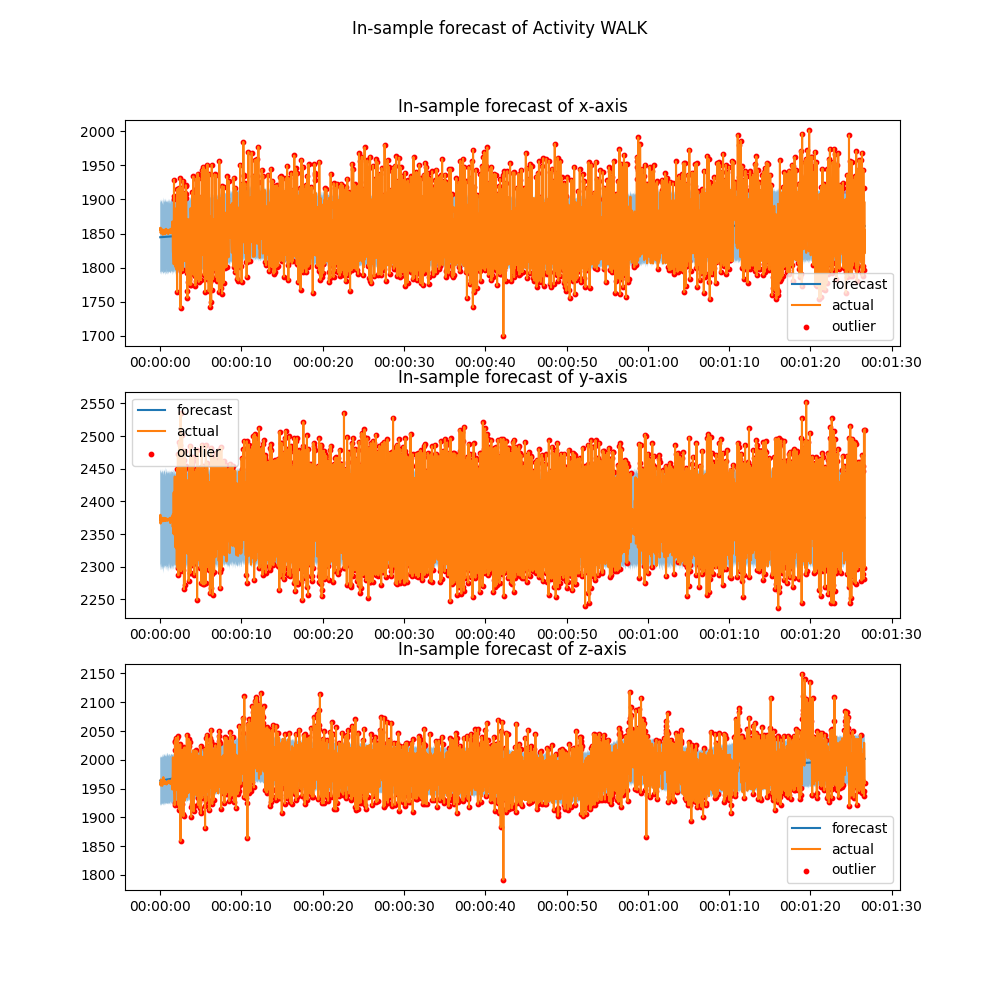 In-sample forecast of Activity WALK
In-sample forecast of x-axis
2000
1950
1900
1850
1800
1750
1700
forecast
actual
outlier
00:00:00 00:00:10 00:00:20 00:00:30 00:00:40 00:00:50 00:01:00 00:01:10 00:01:20 00:01:30
In-sample forecast of y-axis
2550
2500
2450
2400
2350
2300
2250
forecast
actual
outlier
00:00:00 00:00:10 00:00:20 00:00:30 00:00:40 00:00:50 00:01:00 00:01:10 00:01:20 00:01:30
In-sample forecast of z-axis
2150
2100
2050
2000
1950
1900
1850
1800
forecast
actual
outlier
00:00:00 00:00:10 00:00:20 00:00:30 00:00:40 00:00:50 00:01:00 00:01:10 00:01:20 00:01:30